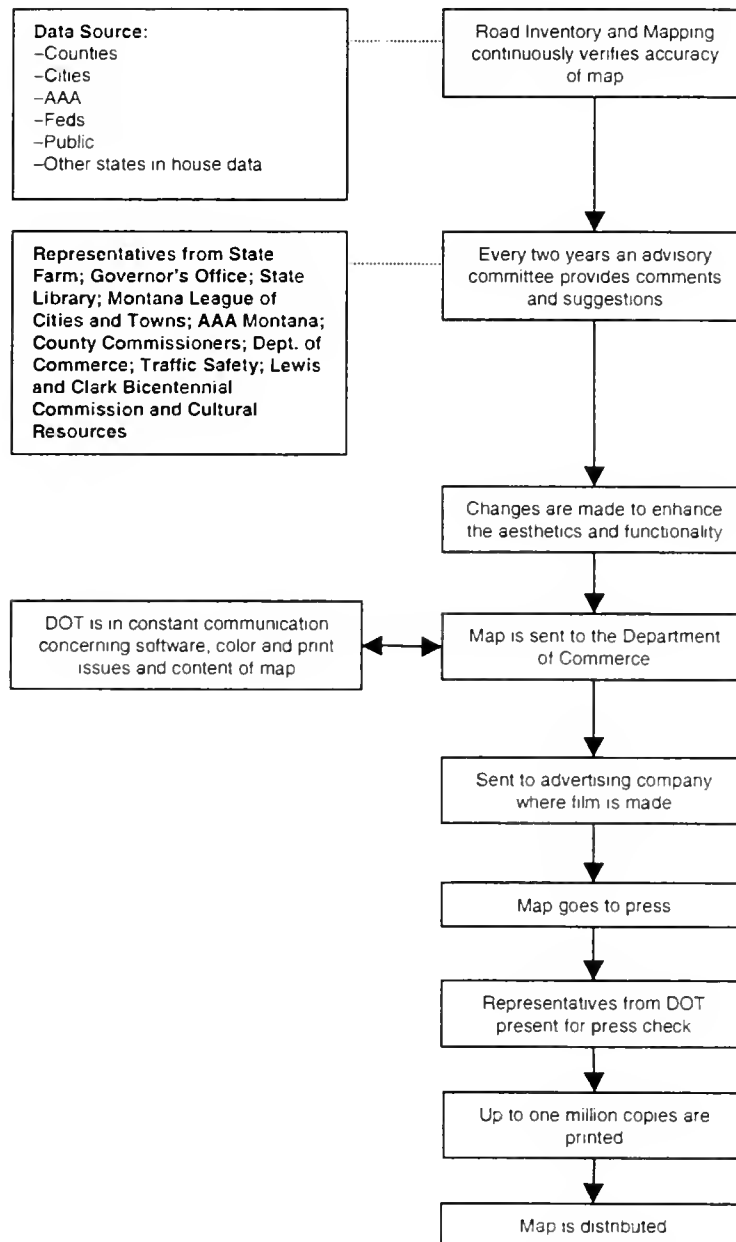 Data Source:
–Counties
–Cities
–AAA
–Feds
–Public
–Other states in house data
Road Inventory and Mapping
continuously verifies accuracy
of map
Representatives from State
Farm; Governor's Office; State
Library; Montana League of
Cities and Towns; AAA Montana;
County Commissioners; Dept. of
Commerce; Traffic Safety; Lewis
and Clark Bicentennial
Commission and Cultural
Resources
Every two years an advisory
committee provides comments
and suggestions
Changes are made to enhance
the aesthetics and functionality
DOT is in constant communication
concerning software, color and print
issues and content of map
Map is sent to the Department
of Commerce
Sent to advertising company
where film is made
Map goes to press
Representatives from DOT
present for press check
Up to one million copies are
printed
Map is distributed